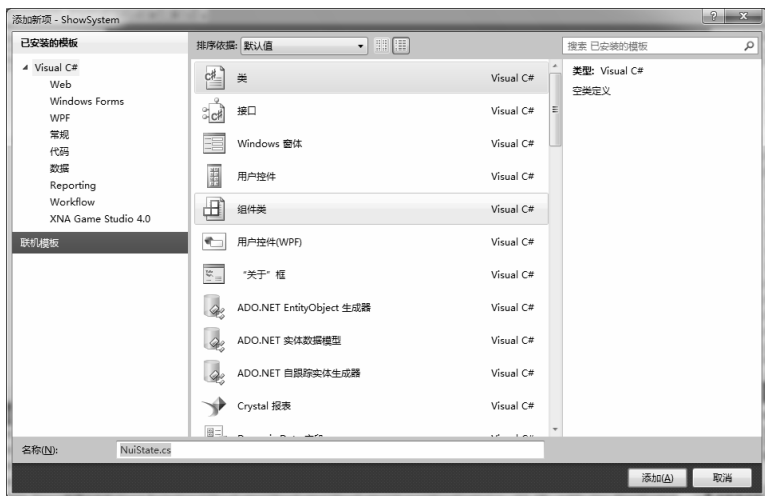 添加新项 - ShowSystem
已安装的模板
排序依据: 默认值
搜索 已安装的模板
Visual C#
Web
Windows Forms
WPF
常规
代码
数据
Reporting
Workflow
XNA Game Studio 4.0
联机模板
类 Visual C#
接口 Visual C#
Windows 窗体 Visual C#
用户控件 Visual C#
组件类 Visual C#
用户控件(WPF) Visual C#
“关于”框 Visual C#
ADO.NET EntityObject 生成器 Visual C#
ADO.NET 实体数据模型 Visual C#
ADO.NET 自跟踪实体生成器 Visual C#
Crystal 报表 Visual C#
类型: Visual C#
空类定义
名称(N): NuiState.cs
添加(A) 取消